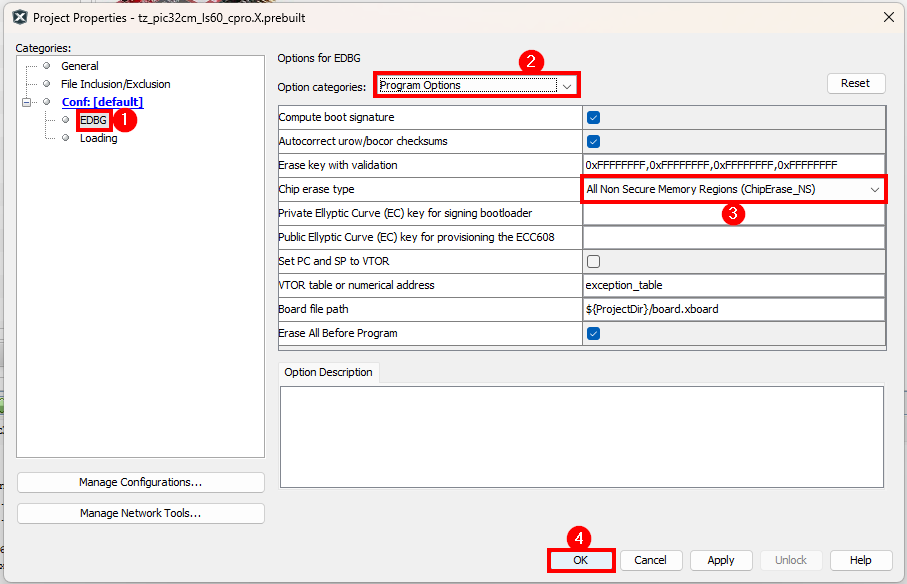 Project Properties - tz_pic32cm_ls60_cpro.X.prebuilt
Categories:
General
File Inclusion/Exclusion
Conf: [default]
EDBG
1
Loading
Manage Configurations...
Manage Network Tools...
Options for EDBG
2
Option categories: Program Options
Reset
Compute boot signature
Autocorrect urow/bocor checksums
Erase key with validation 0xFFFFFFFF,0xFFFFFFFF,0xFFFFFFFF,0xFFFFFFFF
Chip erase type All Non Secure Memory Regions (ChipErase_NS)
3
Private Ellyptic Curve (EC) key for signing bootloader
Public Ellyptic Curve (EC) key for provisioning the ECC608
Set PC and SP to VTOR
VTOR table or numerical address exception_table
Board file path ${ProjectDir}/board.xboard
Erase All Before Program
Option Description
4
OK Cancel Apply Unlock Help